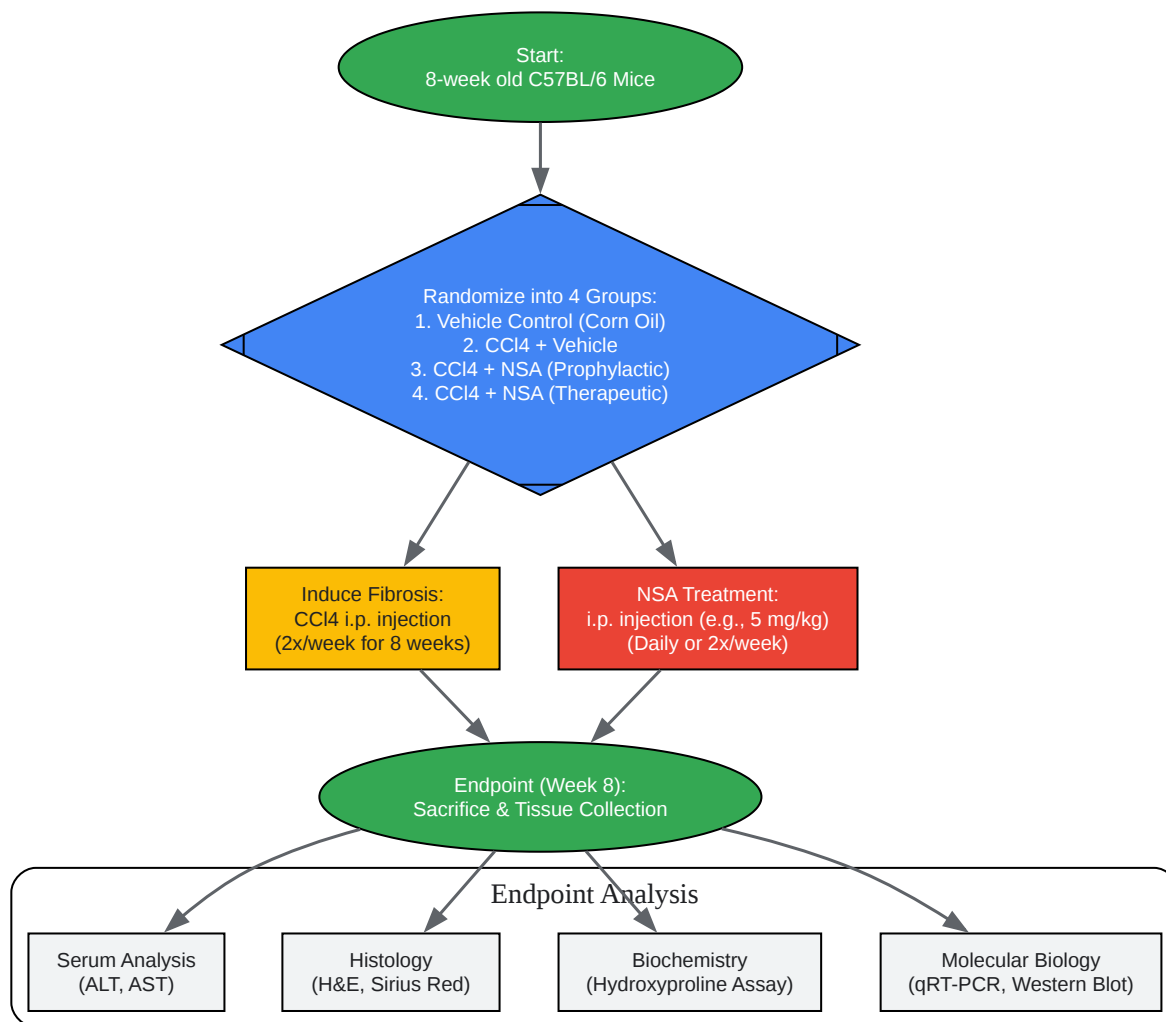 Start:
8-week old C57BL/6 Mice
Randomize into 4 Groups:
1. Vehicle Control (Corn Oil)
2. CCl4 + Vehicle
3. CCl4 + NSA (Prophylactic)
4. CCl4 + NSA (Therapeutic)
Induce Fibrosis:
CCl4 i.p. injection
(2x/week for 8 weeks)
NSA Treatment:
i.p. injection (e.g., 5 mg/kg)
(Daily or 2x/week)
Endpoint (Week 8):
Sacrifice & Tissue Collection
Endpoint Analysis
Serum Analysis
(ALT, AST)
Histology
(H&E, Sirius Red)
Biochemistry
(Hydroxyproline Assay)
Molecular Biology
(qRT-PCR, Western Blot)